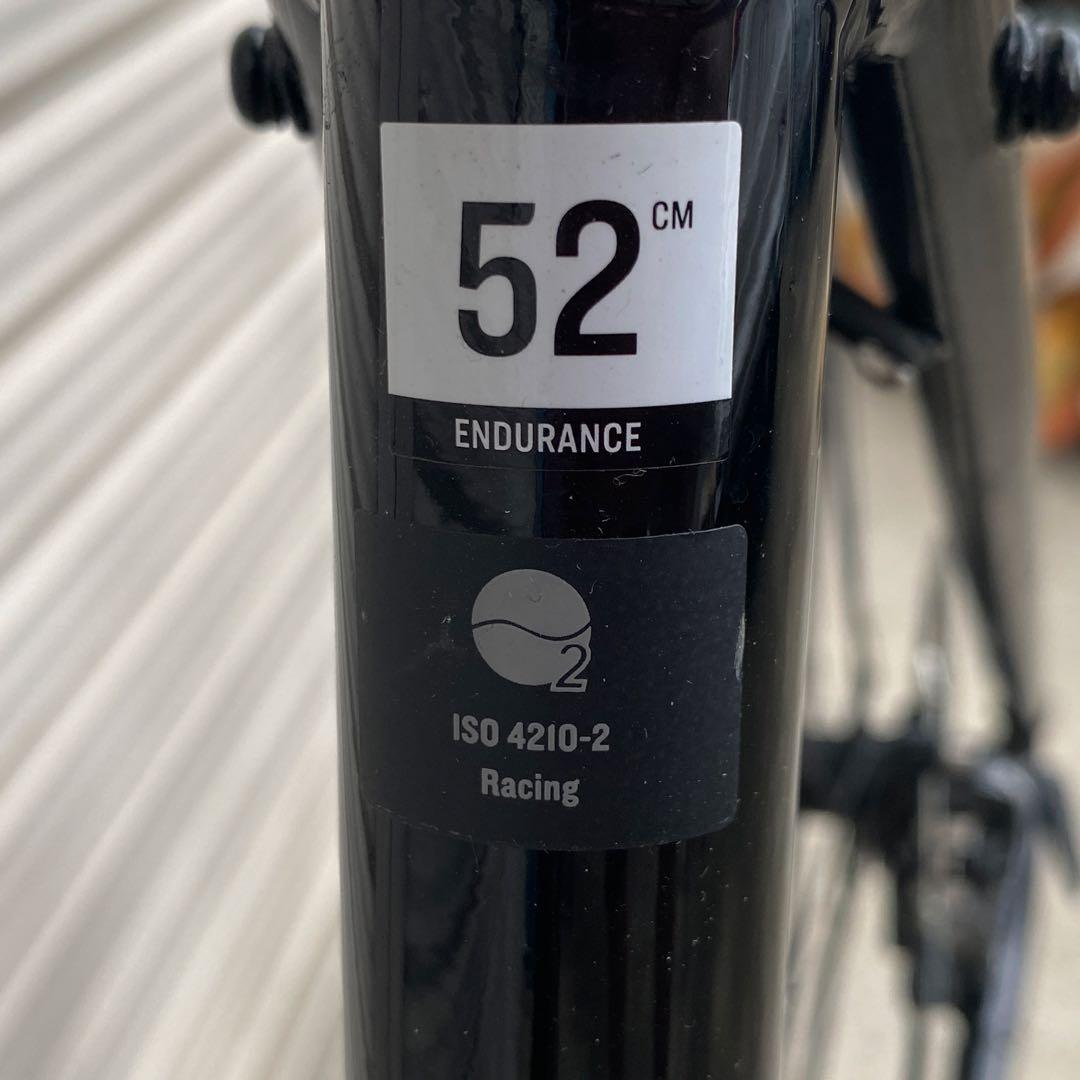 52 CM
ENDURANCE
2
ISO 4210-2
Racing